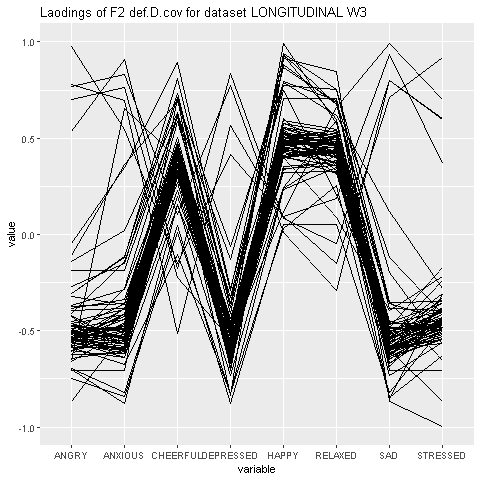 Laodings of F2 def.D.cov for dataset LONGITUDINAL W3
1.0
0.5
0.0
-0.5
-1.0
value
ANGRY ANXIOUS CHEERFULDEPRESSED HAPPY RELAXED SAD STRESSED
variable